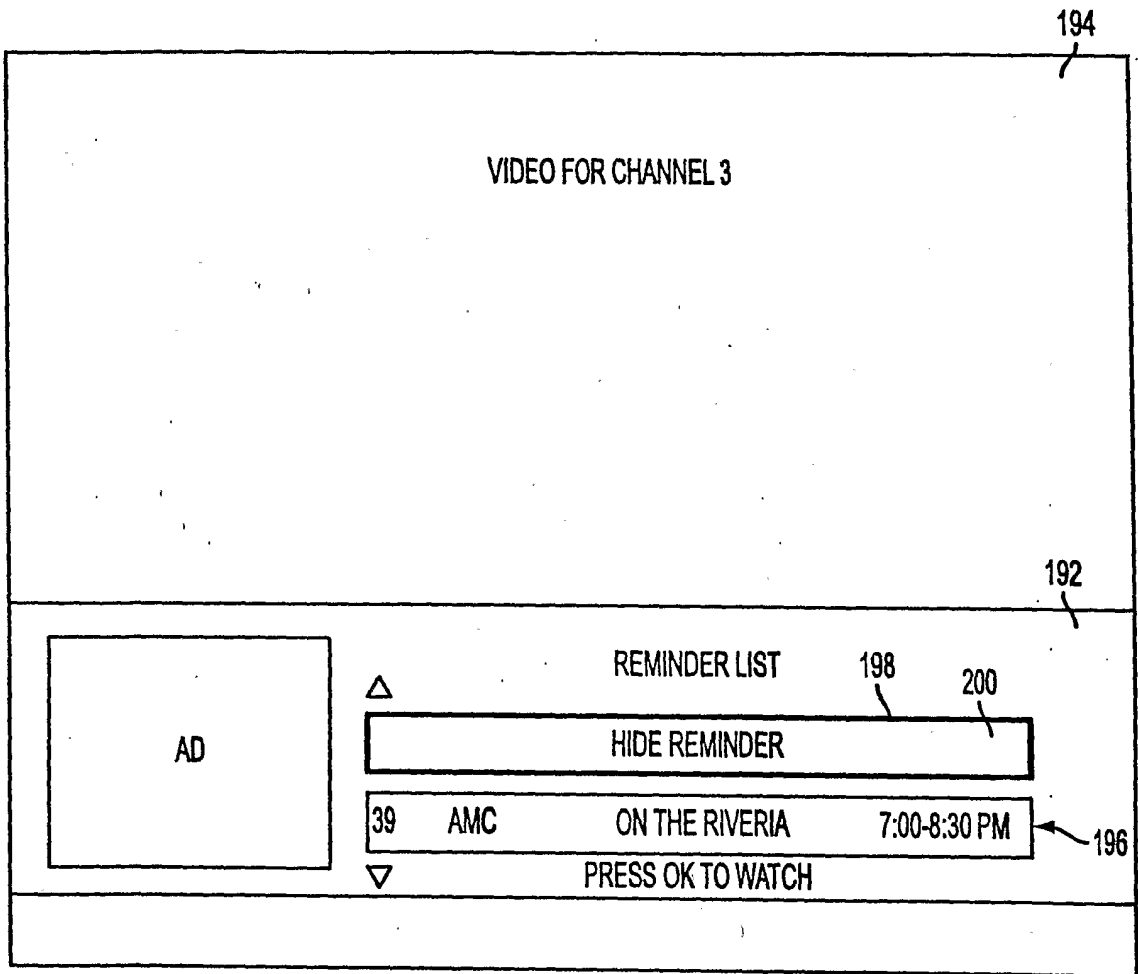 194
VIDEO FOR CHANNEL 3
192
REMINDER LIST
198
200
AD
HIDE REMINDER
39 AMC ON THE RIVERIA 7:00-8:30 PM
196
PRESS OK TO WATCH